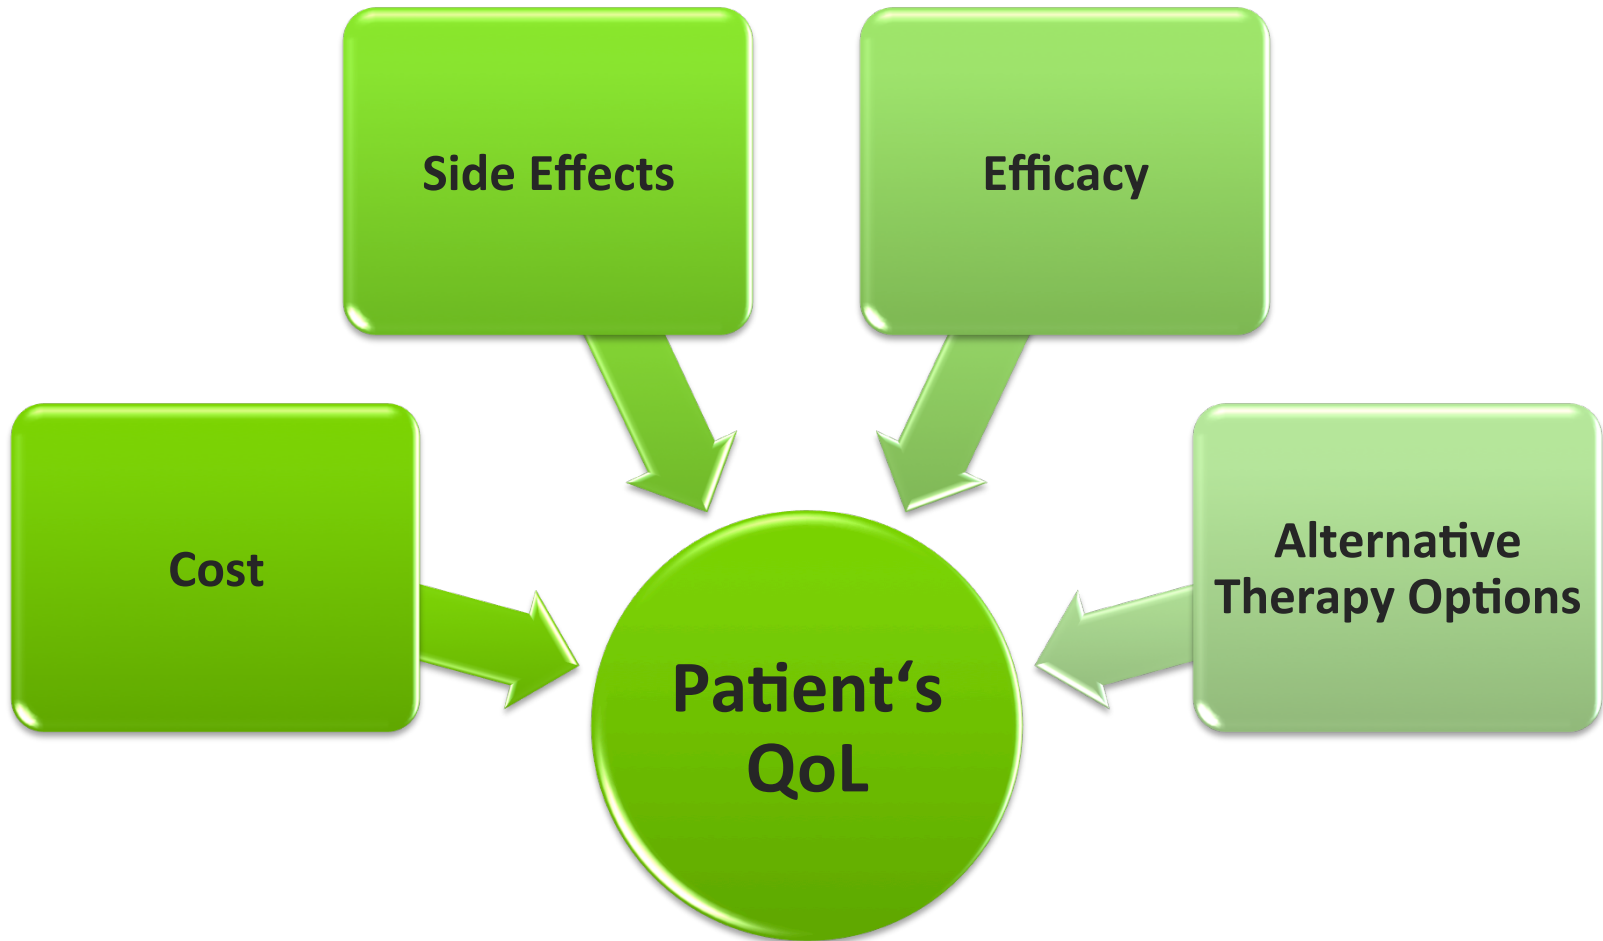 Side Effects
Efficacy
Cost
Alternative
Therapy Options
Patient‘s
QoL